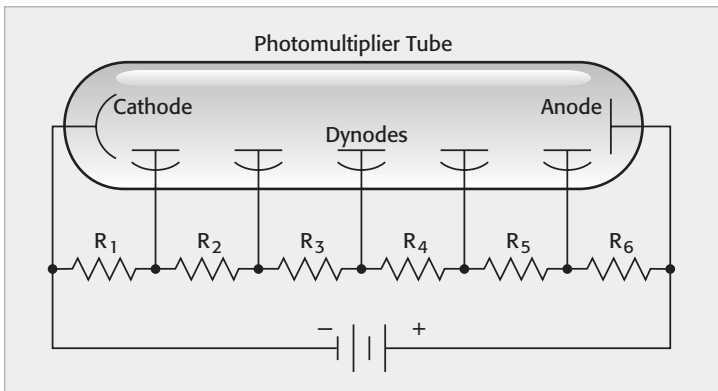 Photomultiplier Tube
Cathode
Anode
Dynodes
R1
R2
R3
R4
R5
R6
− +